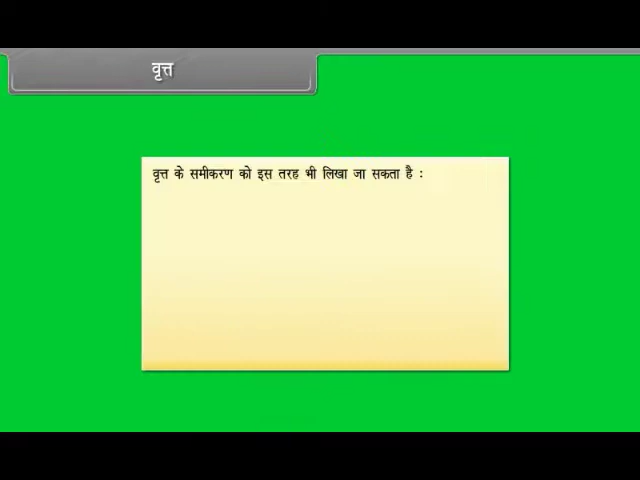 वृत्त
वृत्त के समीकरण को इस तरह भी लिखा जा सकता है :